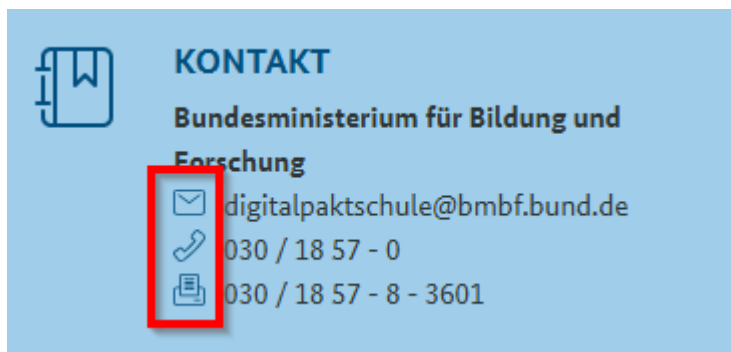 KONTAKT
Bundesministerium für Bildung und
Forschung
digitalpaktschule@bmbf.bund.de
030 / 18 57 - 0
030 / 18 57 - 8 - 3601